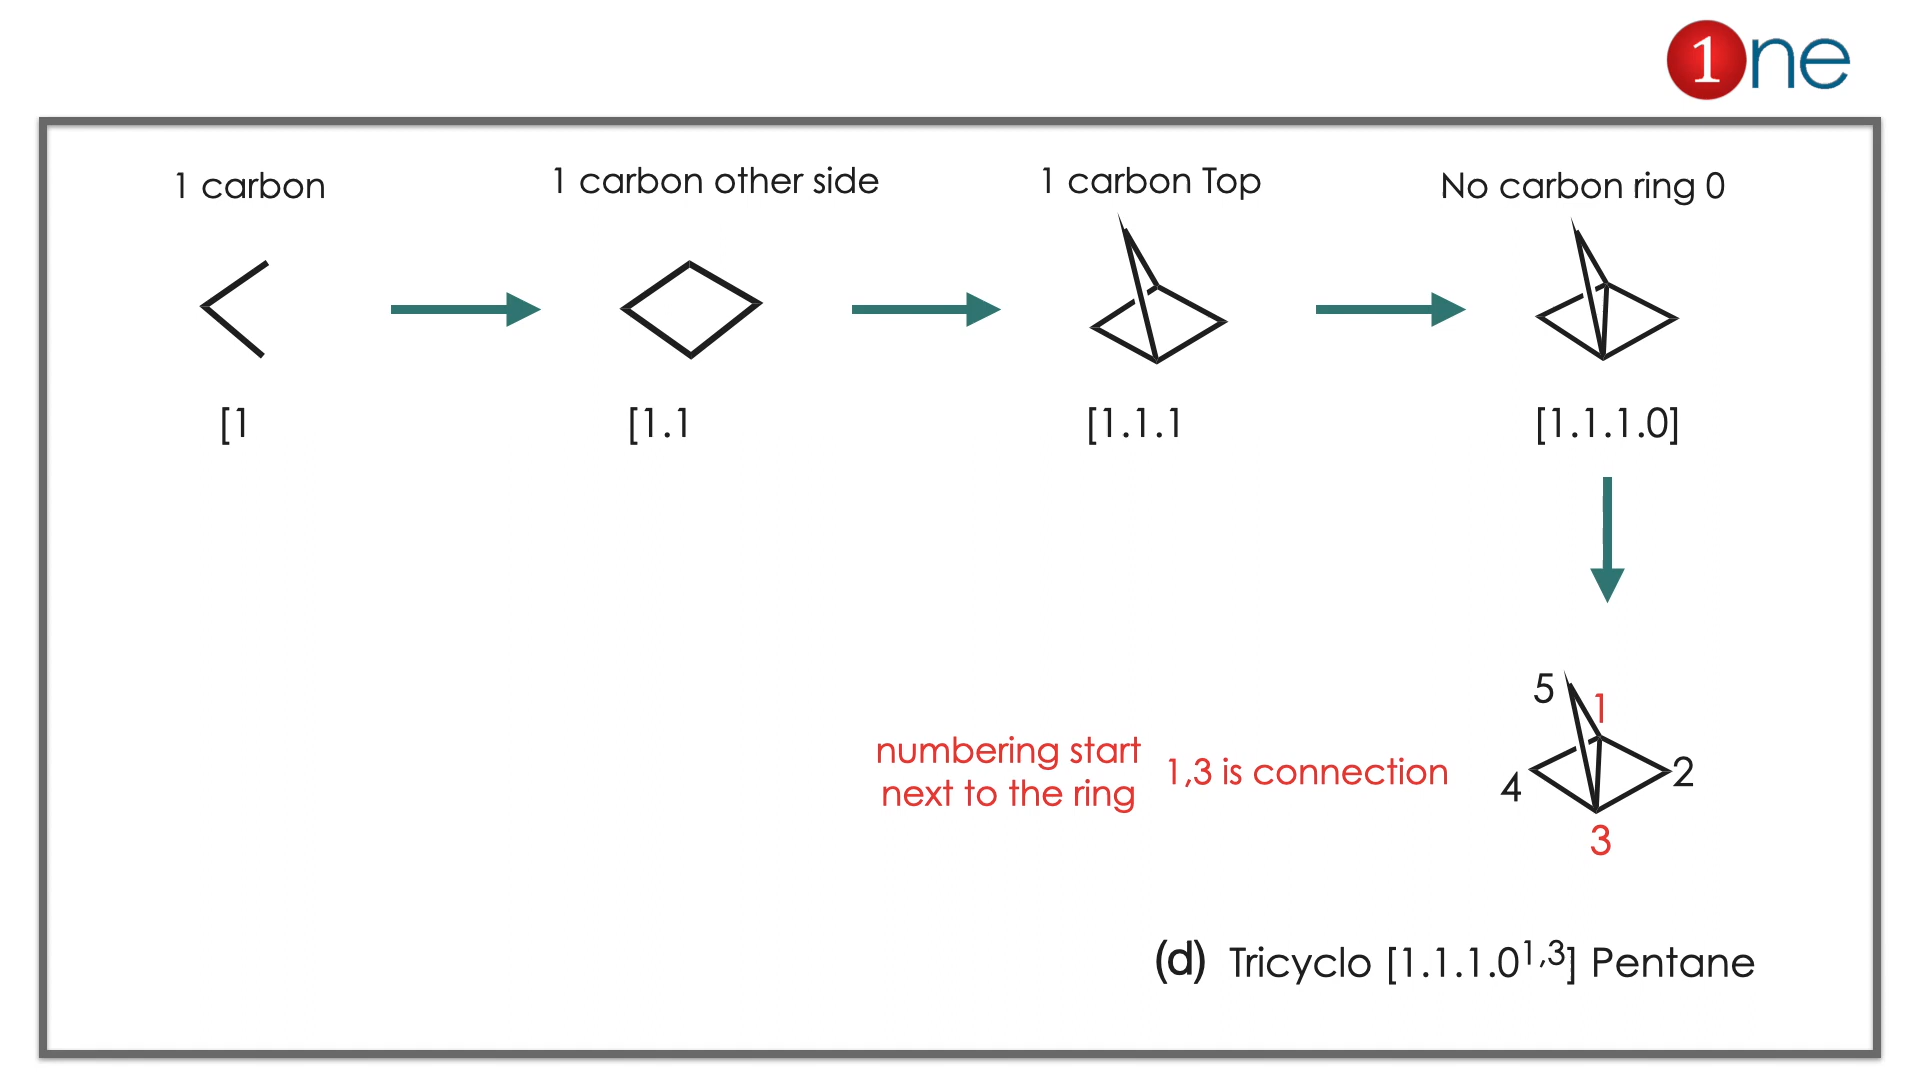 1ne
1 carbon
1 carbon other side
1 carbon Top
No carbon ring 0
[1
[1.1
[1.1.1
[1.1.1.0]
5
1
numbering start
next to the ring
1,3 is connection
4
2
3
(d) Tricyclo [1.1.1.0¹,³] Pentane